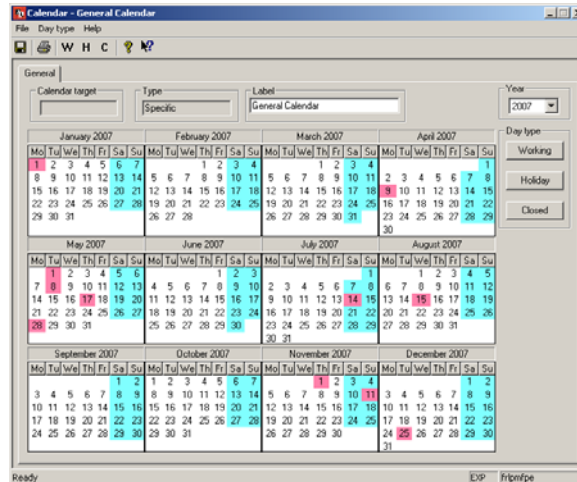 Calendar - General Calendar
File Day type Help
W H C
General
Calendar target
Type
Specific
Label
General Calendar
Year
2007
January 2007
Mo Tu We Th Fr Sa Su
1 2 3 4 5 6 7
8 9 10 11 12 13 14
15 16 17 18 19 20 21
22 23 24 25 26 27 28
29 30 31
February 2007
Mo Tu We Th Fr Sa Su
1 2 3 4
5 6 7 8 9 10 11
12 13 14 15 16 17 18
19 20 21 22 23 24 25
26 27 28
March 2007
Mo Tu We Th Fr Sa Su
1 2 3 4
5 6 7 8 9 10 11
12 13 14 15 16 17 18
19 20 21 22 23 24 25
26 27 28 29 30 31
April 2007
Mo Tu We Th Fr Sa Su
1
2 3 4 5 6 7 8
9 10 11 12 13 14 15
16 17 18 19 20 21 22
23 24 25 26 27 28 29
30
Day type
Working
Holiday
Closed
May 2007
Mo Tu We Th Fr Sa Su
1 2 3 4 5 6
7 8 9 10 11 12 13
14 15 16 17 18 19 20
21 22 23 24 25 26 27
28 29 30 31
June 2007
Mo Tu We Th Fr Sa Su
1 2 3
4 5 6 7 8 9 10
11 12 13 14 15 16 17
18 19 20 21 22 23 24
25 26 27 28 29 30
July 2007
Mo Tu We Th Fr Sa Su
1
2 3 4 5 6 7 8
9 10 11 12 13 14 15
16 17 18 19 20 21 22
23 24 25 26 27 28 29
30 31
August 2007
Mo Tu We Th Fr Sa Su
1 2 3 4 5
6 7 8 9 10 11 12
13 14 15 16 17 18 19
20 21 22 23 24 25 26
27 28 29 30 31
September 2007
Mo Tu We Th Fr Sa Su
1 2
3 4 5 6 7 8 9
10 11 12 13 14 15 16
17 18 19 20 21 22 23
24 25 26 27 28 29 30
October 2007
Mo Tu We Th Fr Sa Su
1 2 3 4 5 6 7
8 9 10 11 12 13 14
15 16 17 18 19 20 21
22 23 24 25 26 27 28
29 30 31
November 2007
Mo Tu We Th Fr Sa Su
1 2 3 4
5 6 7 8 9 10 11
12 13 14 15 16 17 18
19 20 21 22 23 24 25
26 27 28 29 30
December 2007
Mo Tu We Th Fr Sa Su
1 2
3 4 5 6 7 8 9
10 11 12 13 14 15 16
17 18 19 20 21 22 23
24 25 26 27 28 29 30
31
Ready
EXP
frlpmfpe